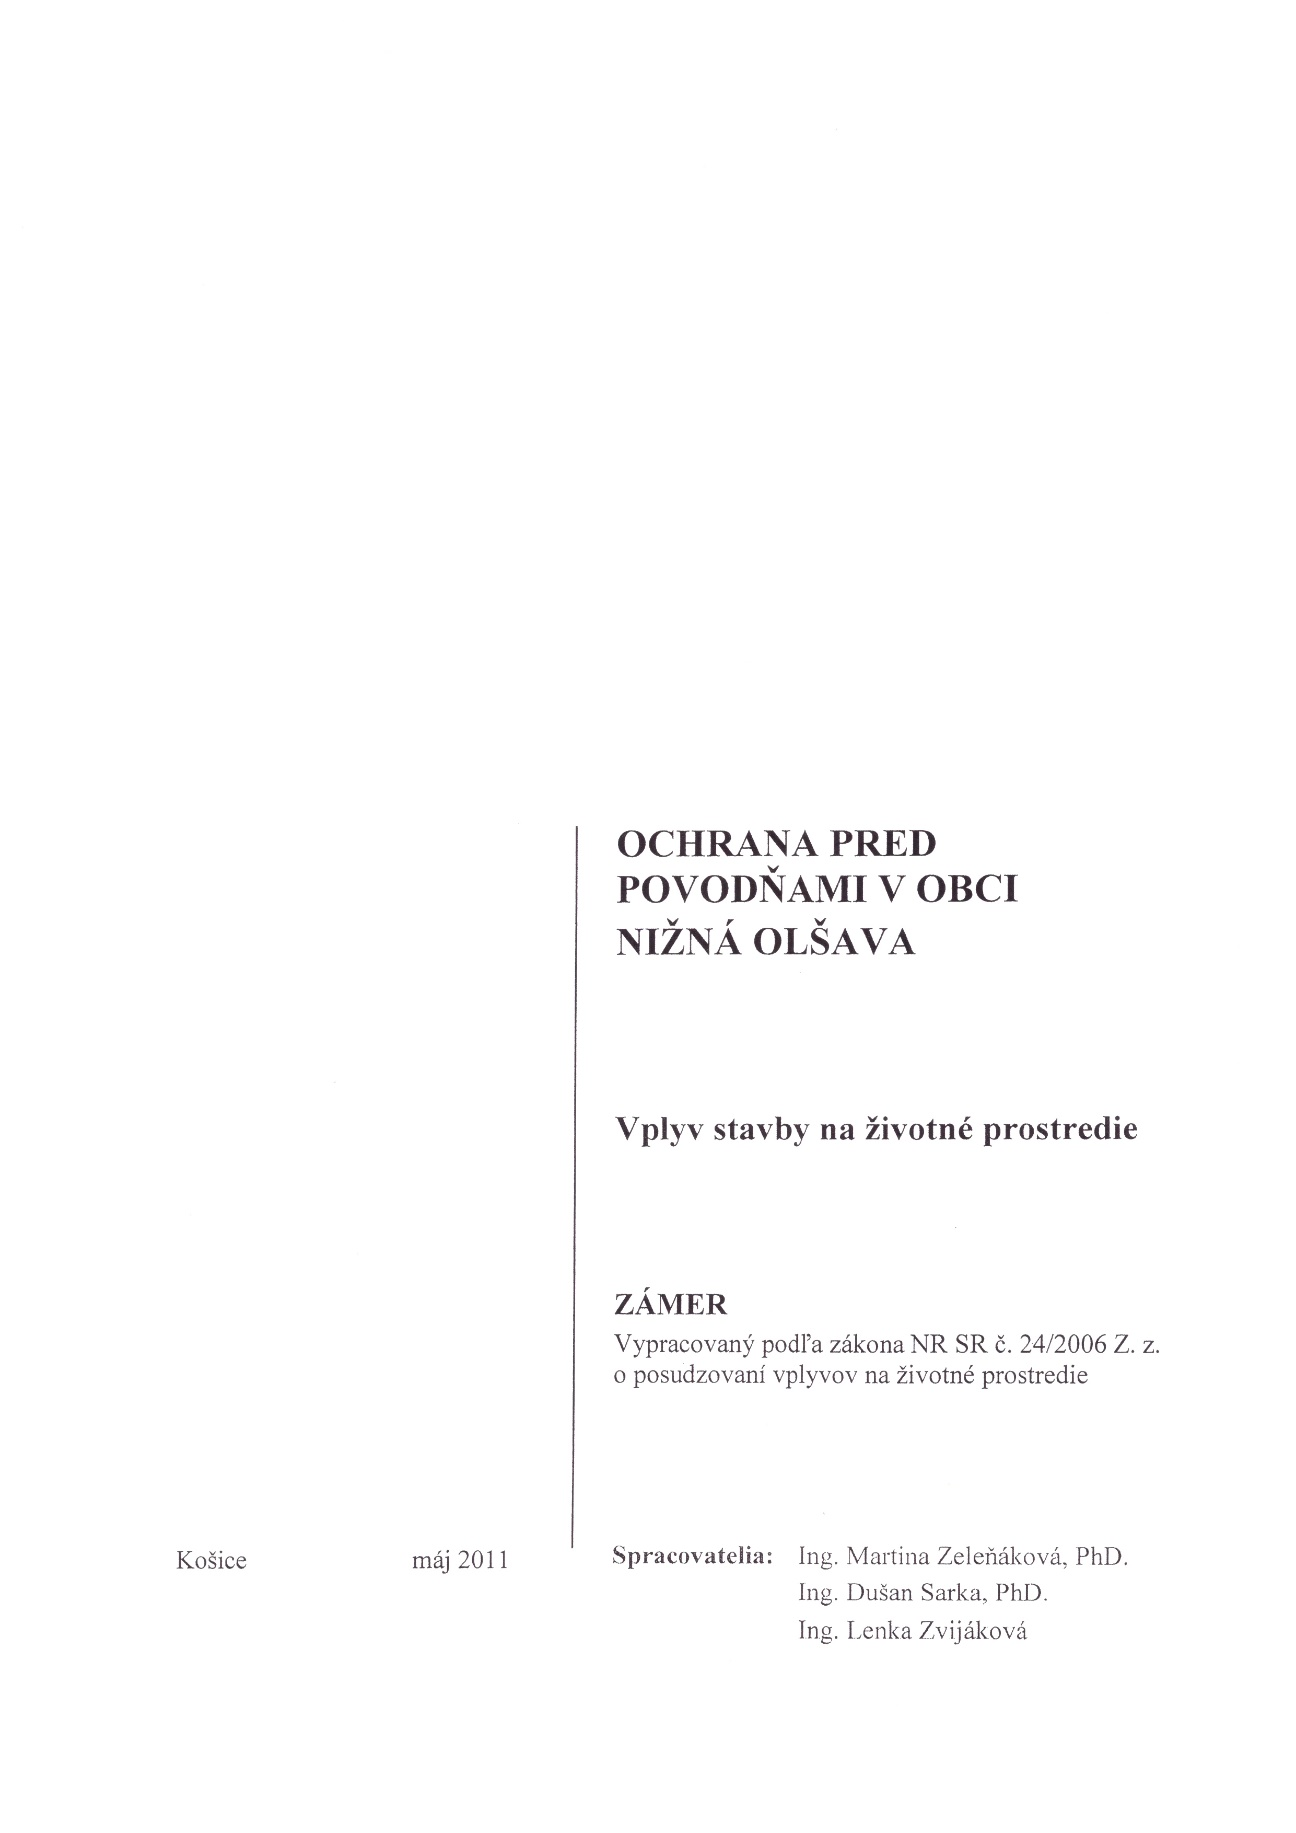 OCHRANA PRED
POVODŇAMI V OBCI
NIŽNÁ OLŠAVA
Vplyv stavby na životné prostredie
ZÁMER
Vypracovaný podľa zákona NR SR č. 24/2006 Z. z.
o posudzovaní vplyvov na životné prostredie
Košice máj 2011
Spracovatelia: Ing. Martina Zeleňáková, PhD.
Ing. Dušan Sarka, PhD.
Ing. Lenka Zvijáková